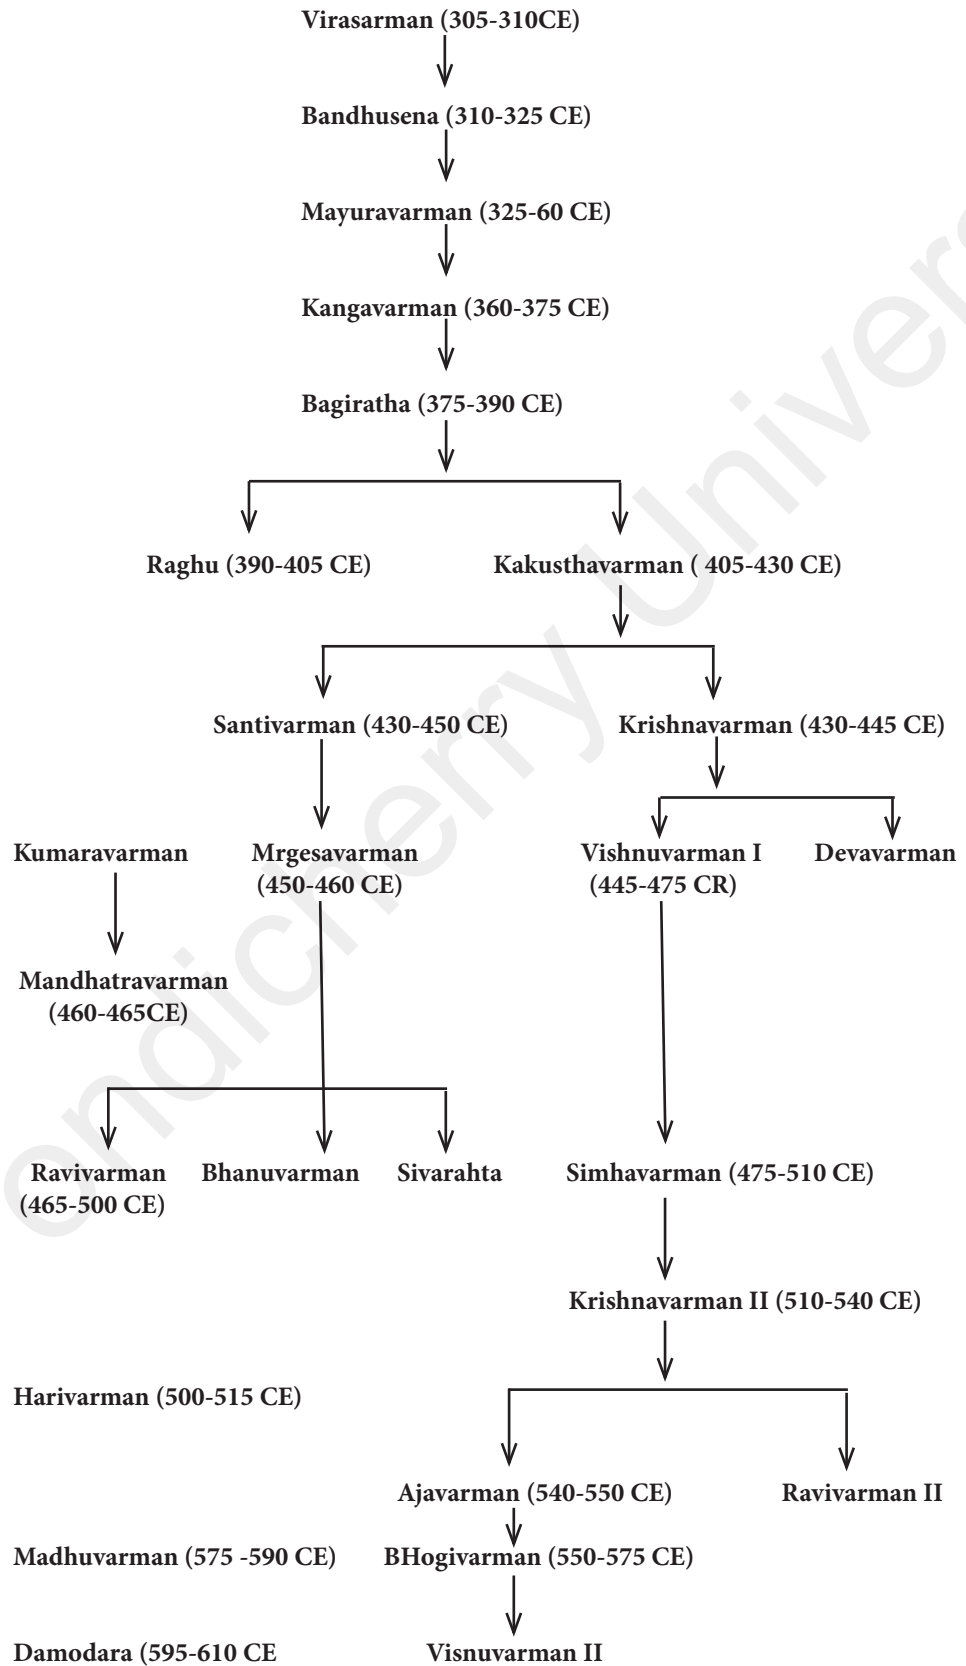 Virasarman (305-310CE)
Bandhusena (310-325 CE)
Mayuravarman (325-60 CE)
Kangavarman (360-375 CE)
Bagiratha (375-390 CE)
Raghu (390-405 CE)
Kakusthavarman ( 405-430 CE)
Santivarman (430-450 CE)
Krishnavarman (430-445 CE)
Kumaravarman
Mrgesavarman
(450-460 CE)
Vishnuvarman I
(445-475 CR)
Devavarman
Mandhatravarman
(460-465CE)
Ravivarman
(465-500 CE)
Bhanuvarman
Sivarahta
Simhavarman (475-510 CE)
Krishnavarman II (510-540 CE)
Harivarman (500-515 CE)
Ajavarman (540-550 CE)
Ravivarman II
Madhuvarman (575 -590 CE)
BHogivarman (550-575 CE)
Damodara (595-610 CE
Visnuvarman II
ondicherry Univers